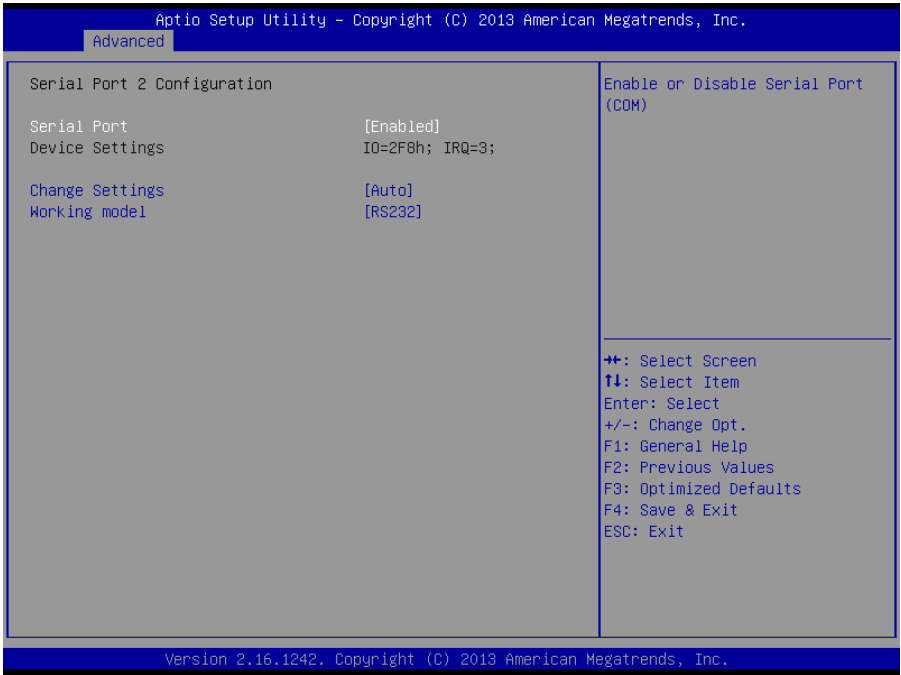 Aptio Setup Utility – Copyright (C) 2013 American Megatrends, Inc.
Advanced
Serial Port 2 Configuration
Serial Port [Enabled]
Device Settings IO=2F8h; IRQ=3;
Change Settings [Auto]
Working model [RS232]
Enable or Disable Serial Port
(COM)
→←: Select Screen
↑↓: Select Item
Enter: Select
+/-: Change Opt.
F1: General Help
F2: Previous Values
F3: Optimized Defaults
F4: Save & Exit
ESC: Exit
Version 2.16.1242. Copyright (C) 2013 American Megatrends, Inc.